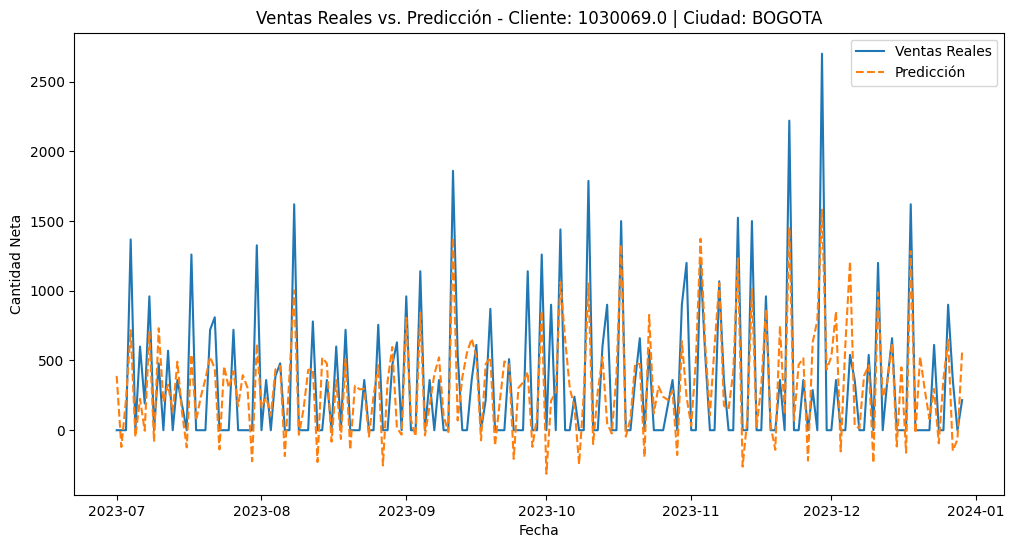 Ventas Reales vs. Predicción - Cliente: 1030069.0 | Ciudad: BOGOTA
Ventas Reales
Predicción
Cantidad Neta
2500
2000
1500
1000
500
0
2023-07
2023-08
2023-09
2023-10
2023-11
2023-12
2024-01
Fecha